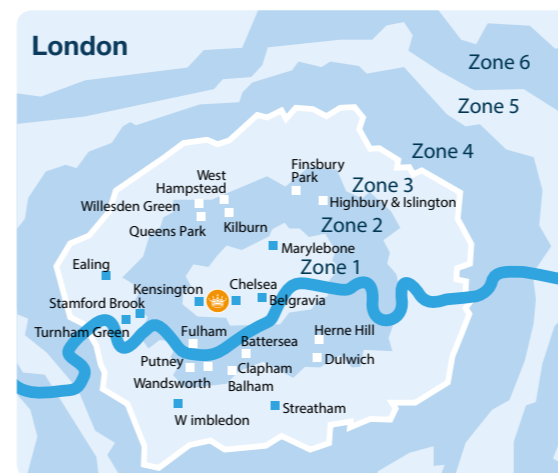 London
Zone 6
Zone 5
Zone 4
Finsbury
Park
West
Hampstead
Zone 3
Willesden Green
Highbury & Islington
Queens Park
Kilburn
Zone 2
Marylebone
Ealing
Zone 1
Kensington
Chelsea
Stamford Brook
Belgravia
Turnham Green
Fulham
Herne Hill
Battersea
Putney
Clapham
Dulwich
Wandsworth
Balham
W imbledon
Streatham